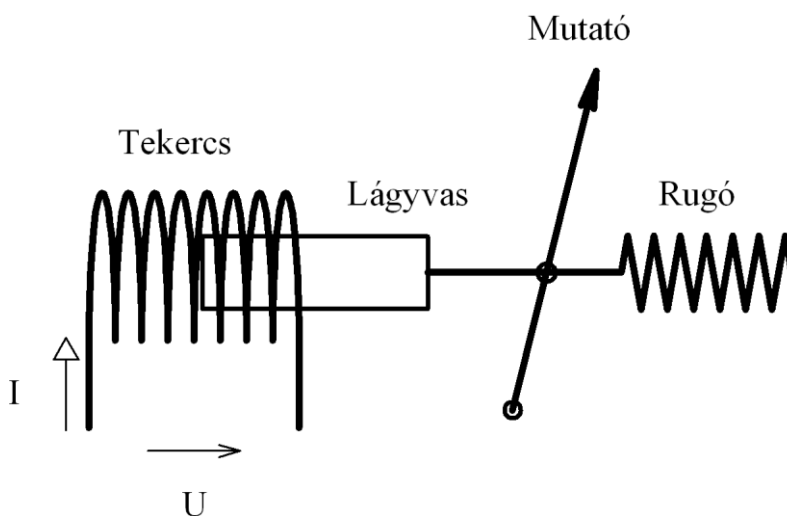 Mutató
Tekercs
Lágyvas
Rugó
I
U